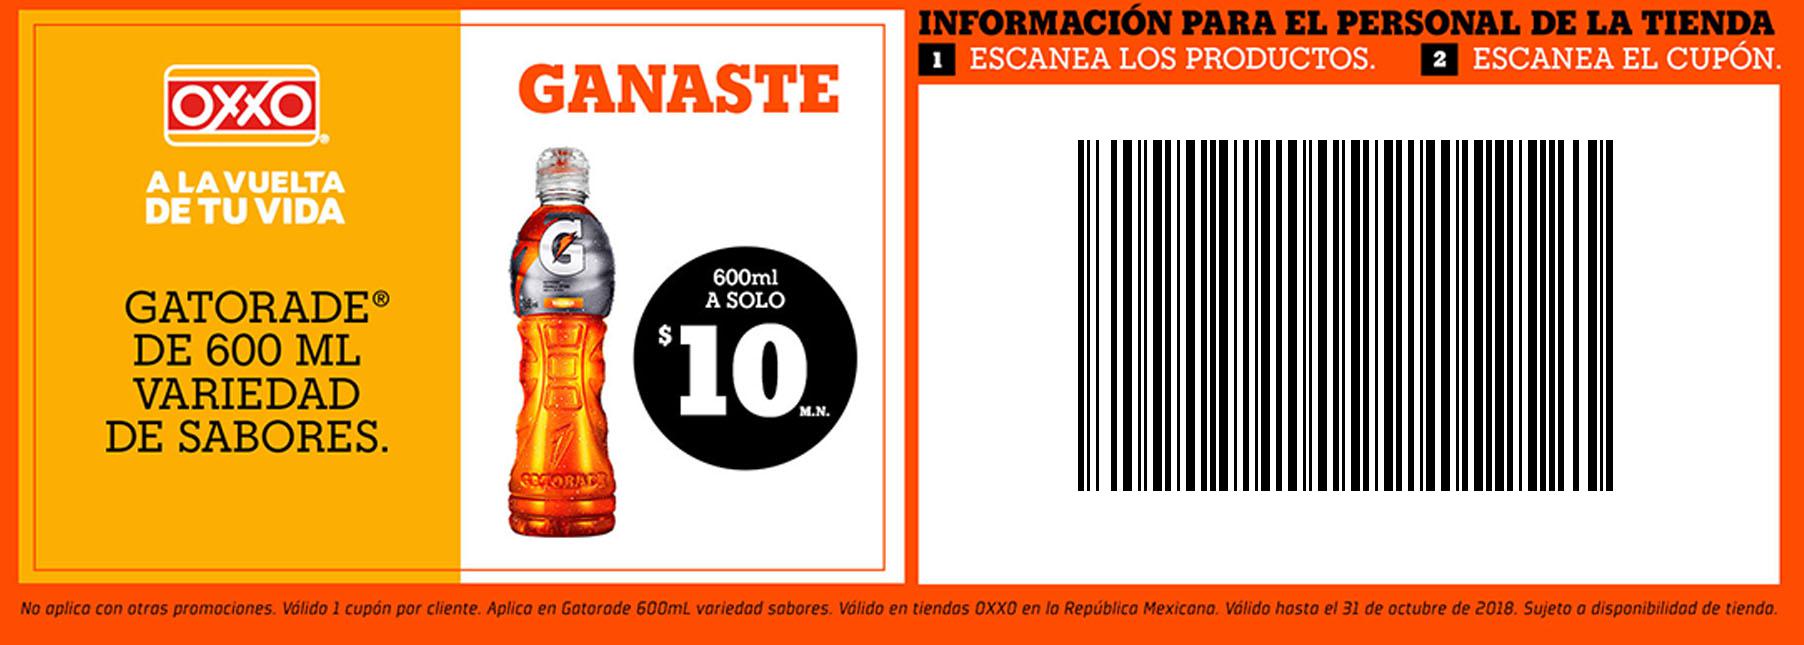 OXXO®
A LA VUELTA
DE TU VIDA
GATORADE®
DE 600 ML
VARIEDAD
DE SABORES.
GANASTE
G
GATORADE
600ml
A SOLO
$10 M.N.
INFORMACIÓN PARA EL PERSONAL DE LA TIENDA
1 ESCANEA LOS PRODUCTOS. 2 ESCANEA EL CUPÓN.
No aplica con otras promociones. Válido 1 cupón por cliente. Aplica en Gatorade 600mL variedad sabores. Válido en tiendas OXXO en la República Mexicana. Válido hasta el 31 de octubre de 2018. Sujeto a disponibilidad de tienda.